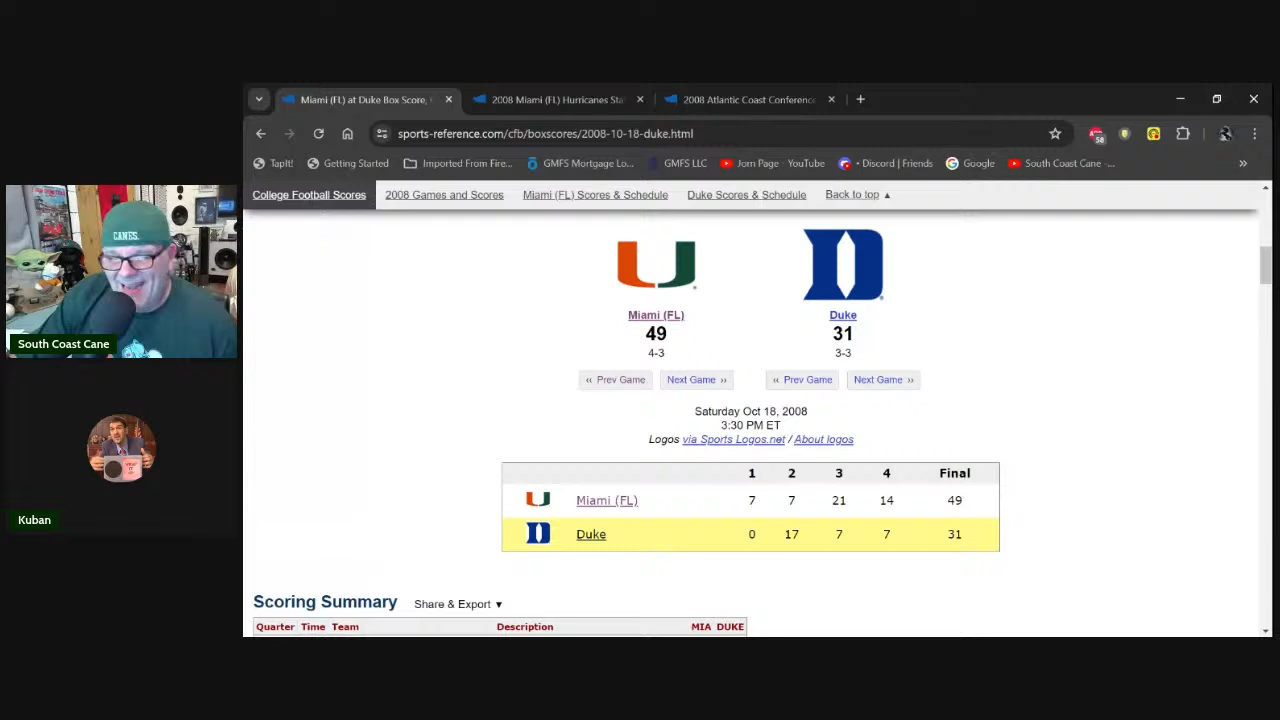 Miami (FL) at Duke Box Score,
2008 Miami (FL) Hurricanes Sta
2008 Atlantic Coast Conference
sports-reference.com/cfb/boxscores/2008-10-18-duke.html
58
TapIt!
Getting Started
Imported From Fire...
GMFS Mortgage Lo...
GMFS LLC
Jorn Page - YouTube
Discord | Friends
Google
South Coast Cane -...
College Football Scores
2008 Games and Scores
Miami (FL) Scores & Schedule
Duke Scores & Schedule
Back to top ▲
CANES.
South Coast Cane
Kuban
Miami (FL)
49
4-3
‹‹ Prev Game
Next Game ››
Duke
31
3-3
‹‹ Prev Game
Next Game ››
Saturday Oct 18, 2008
3:30 PM ET
Logos via Sports Logos.net / About logos
1 2 3 4 Final
Miami (FL) 7 7 21 14 49
Duke 0 17 7 7 31
Scoring Summary
Share & Export ▼
Quarter Time Team Description MIA DUKE